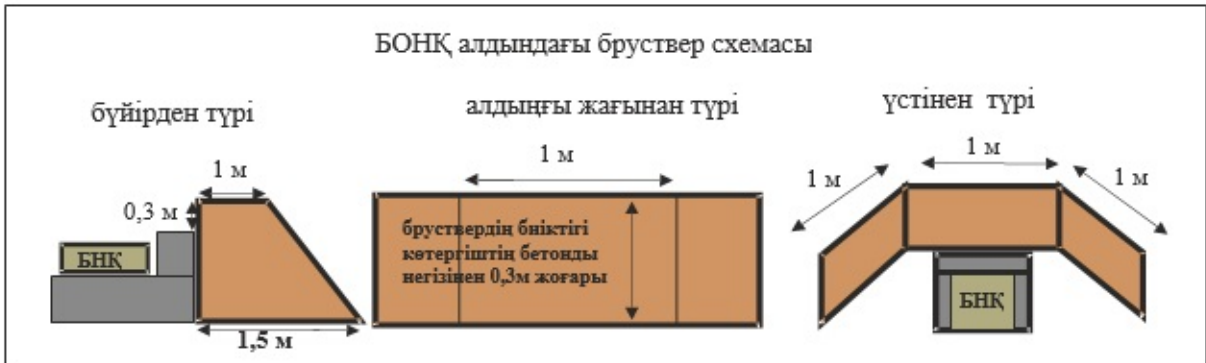 БОНҚ алдындағы бруствер схемасы
бүйірден түрі
1 м
0,3 м
БНҚ
1,5 м
алдыңғы жағынан түрі
1 м
бруствердің бніктігі
көтергіштің бетонды
негізінен 0,3м жоғары
үстінен түрі
1 м
1 м
1 м
БНҚ